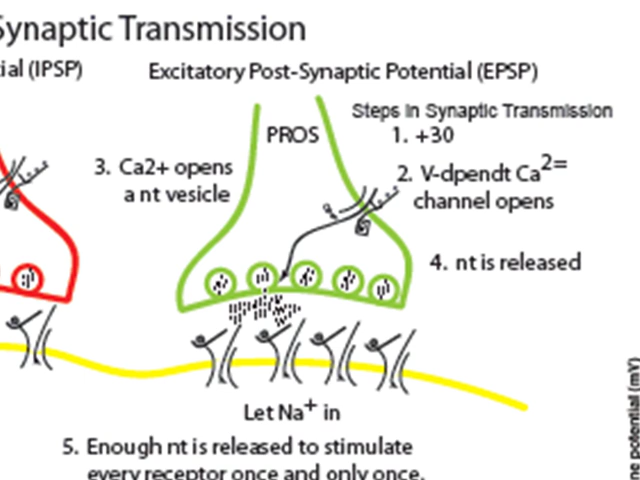 Synaptic Transmission
ial (IPSP)
Excitatory Post-Synaptic Potential (EPSP)
Steps in Synaptic Transmission
PROS
1. +30
3. Ca2+ opens
a nt vesicle
2. V-dpendt Ca2=
channel opens
4. nt is released
Let Na+ in
5. Enough nt is released to stimulate
every receptor once and only once.
potential (mV)